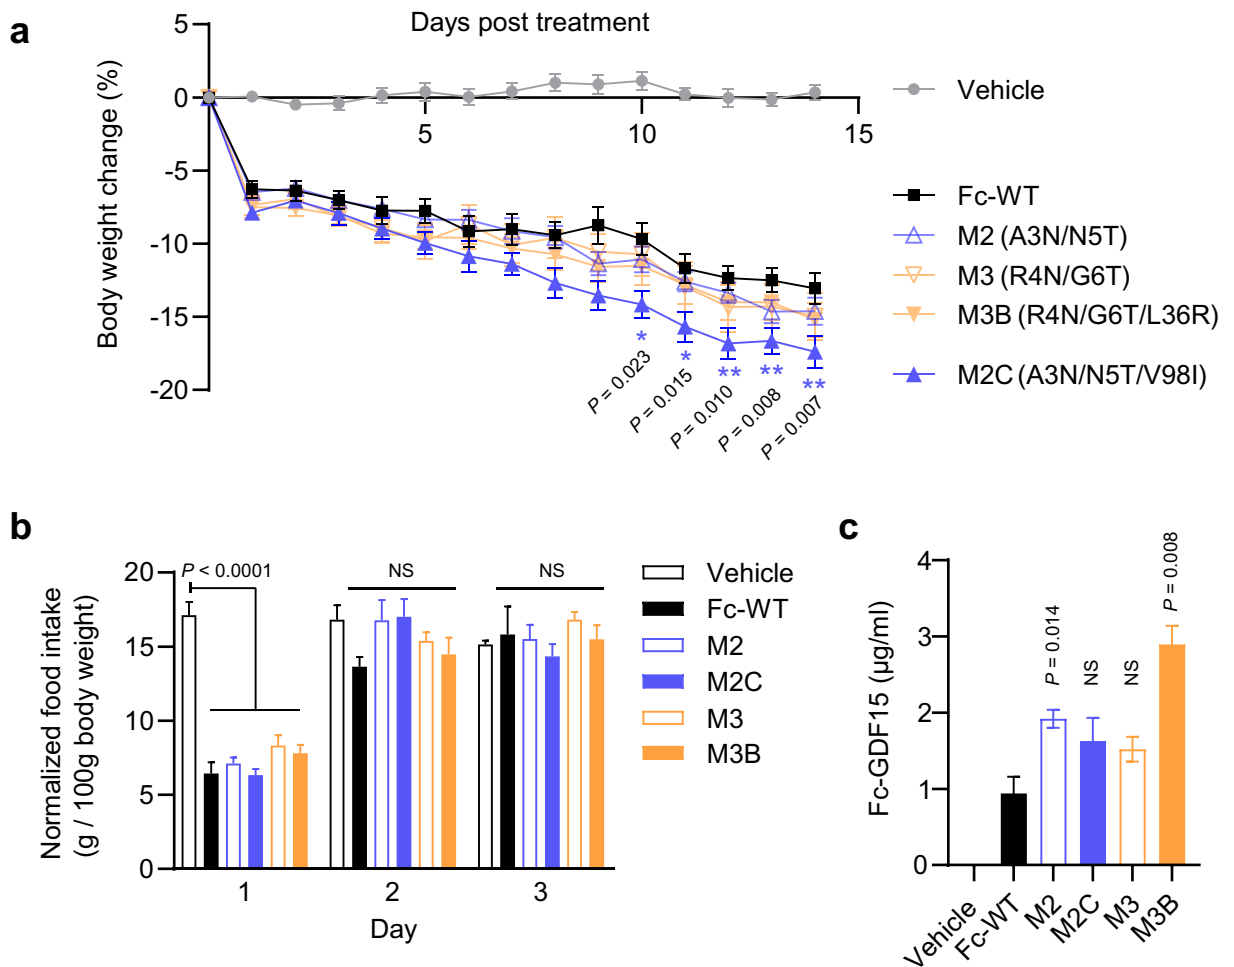 a
Days post treatment
Body weight change (%)
5
0
-5
-10
-15
-20
5
10
15
*
*
**
**
**
P = 0.023
P = 0.015
P = 0.010
P = 0.008
P = 0.007
Vehicle
Fc-WT
M2 (A3N/N5T)
M3 (R4N/G6T)
M3B (R4N/G6T/L36R)
M2C (A3N/N5T/V98I)
b
Normalized food intake
(g / 100g body weight)
20
15
10
5
0
P < 0.0001
NS
NS
1
2
3
Day
Vehicle
Fc-WT
M2
M2C
M3
M3B
c
Fc-GDF15 (μg/ml)
4
3
2
1
0
P = 0.014
NS
NS
P = 0.008
Vehicle
Fc-WT
M2
M2C
M3
M3B